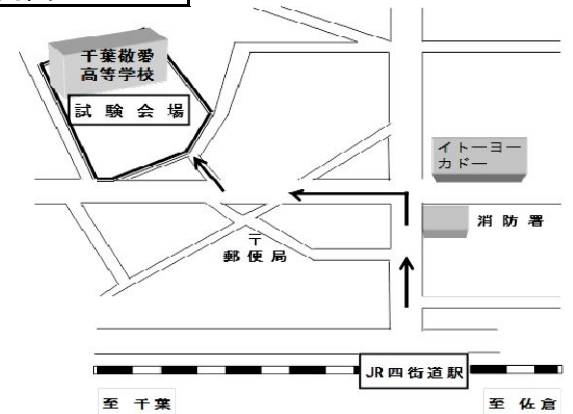 千葉敬愛
高等学校
試験会場
イトーヨー
カドー
消防署
〒
郵便局
JR四街道駅
至 千葉
至 佐倉